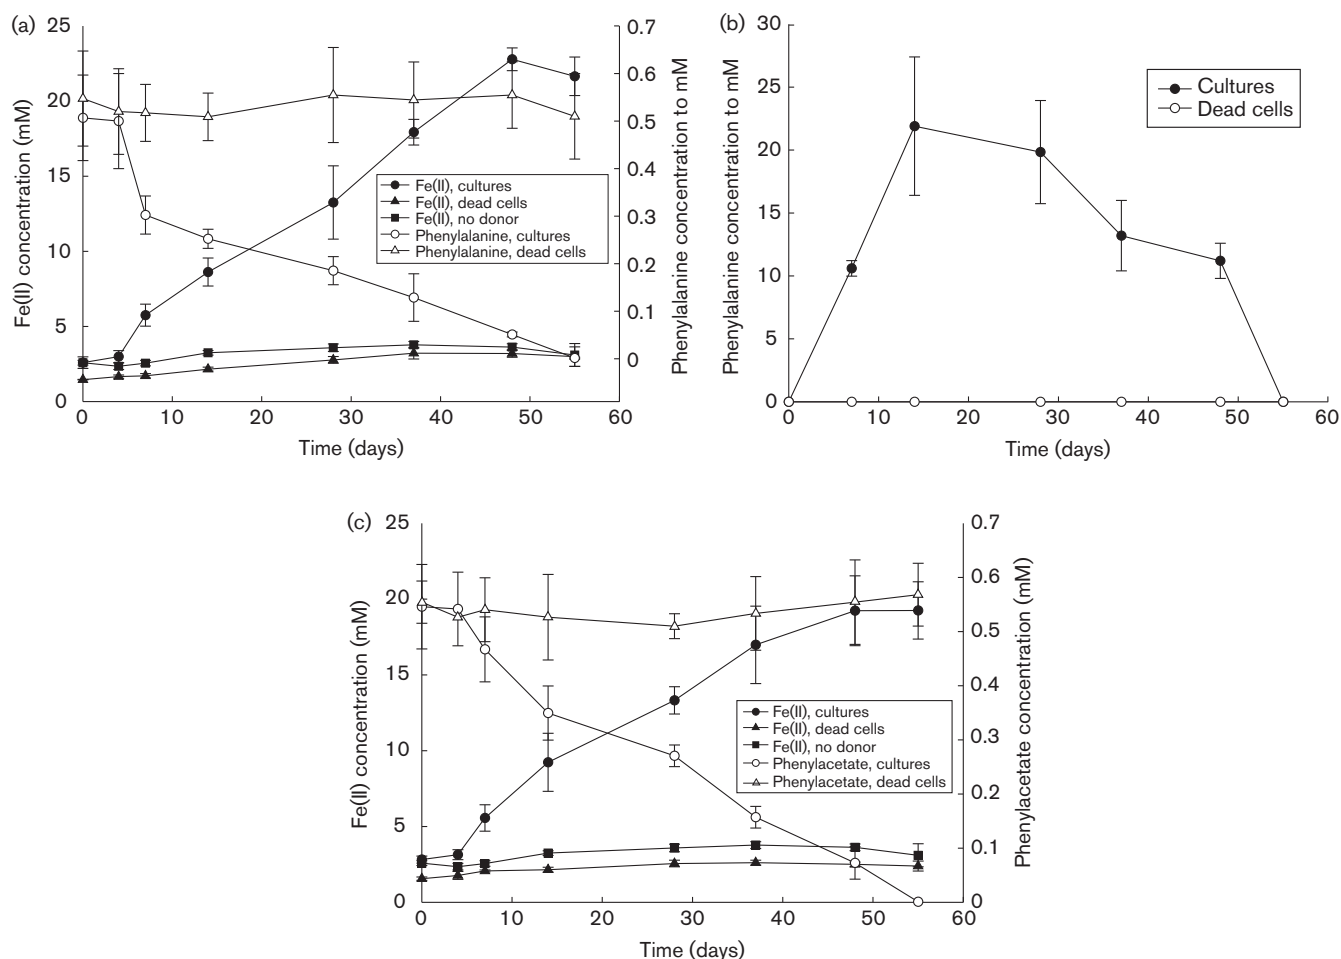 (a)
25
20
15
10
5
0
Fe(II) concentration (mM)
0.7
0.6
0.5
0.4
0.3
0.2
0.1
0
Phenylalanine concentration to mM
Fe(II), cultures
Fe(II), dead cells
Fe(II), no donor
Phenylalanine, cultures
Phenylalanine, dead cells
0 10 20 30 40 50 60
Time (days)
(b)
30
25
20
15
10
5
0
Phenylalanine concentration to mM
Cultures
Dead cells
0 10 20 30 40 50 60
Time (days)
(c)
25
20
15
10
5
0
Fe(II) concentration (mM)
0.7
0.6
0.5
0.4
0.3
0.2
0.1
0
Phenylacetate concentration (mM)
Fe(II), cultures
Fe(II), dead cells
Fe(II), no donor
Phenylacetate, cultures
Phenylacetate, dead cells
0 10 20 30 40 50 60
Time (days)